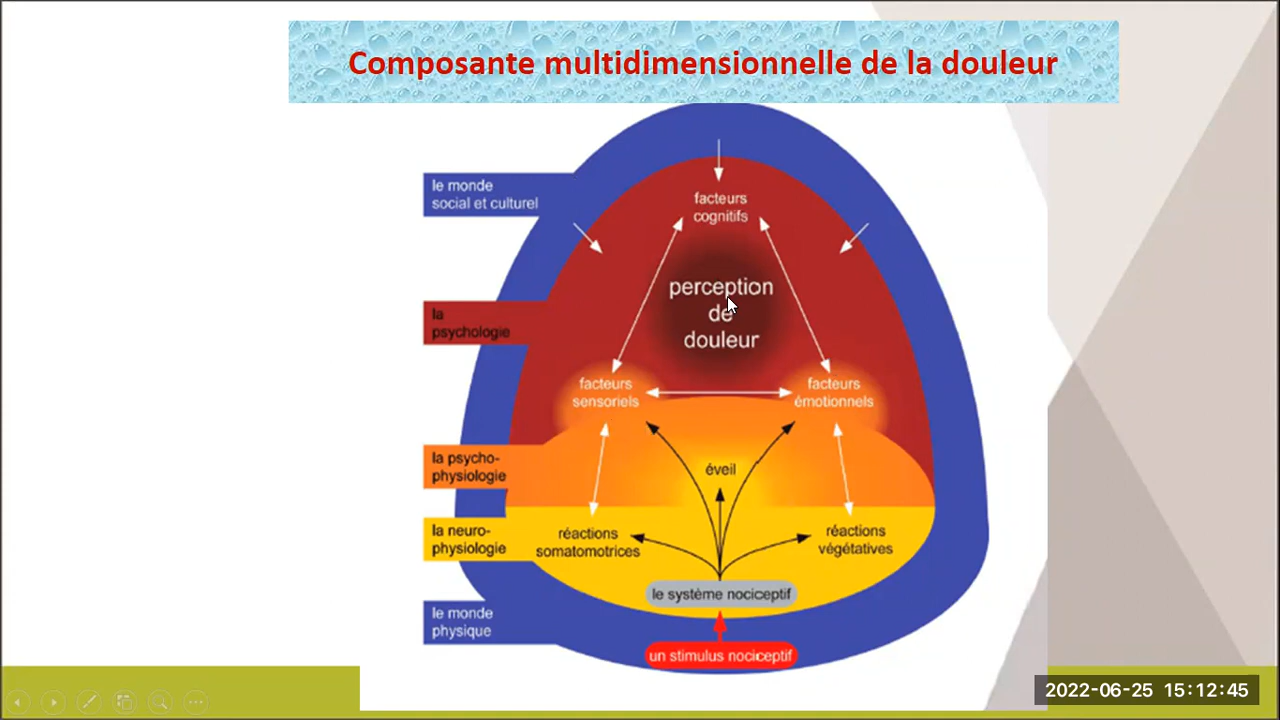 Composante multidimensionnelle de la douleur
le monde
social et culturel
facteurs
cognitifs
perception
de
douleur
la
psychologie
facteurs
sensoriels
facteurs
émotionnels
la psycho-
physiologie
éveil
la neuro-
physiologie
réactions
somatomotrices
réactions
végétatives
le système nociceptif
le monde
physique
un stimulus nociceptif
2022-06-25 15:12:45